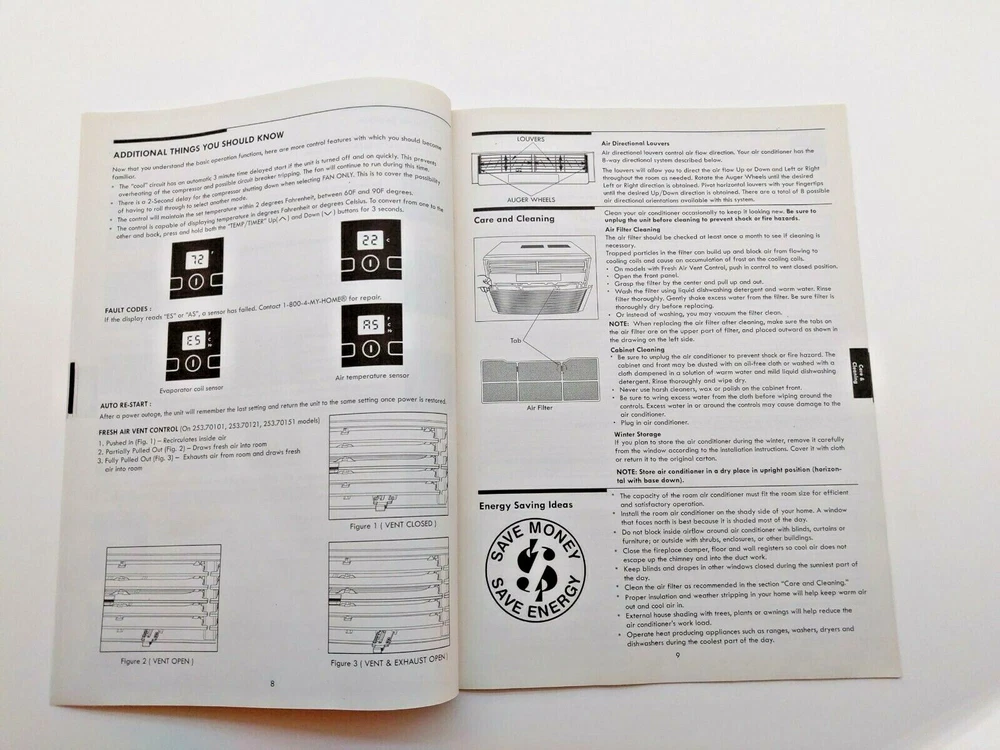 ADDITIONAL THINGS YOU SHOULD KNOW
Now that you understand the basic operation functions, here are more control features with which you should become
familiar.
• The "cool" circuit has an automatic 3 minute time delayed start if the unit is turned off and on quickly. This prevents
overheating of the compressor and possible circuit breaker tripping. The fan will continue to run during this time.
• There is a 2-Second delay for the compressor shutting down when selecting FAN ONLY. This is to cover the possibility
of having to roll through to select another mode.
• The control will maintain the set temperature within 2 degrees Fahrenheit, between 60F and 90F degrees.
• The control is capable of displaying temperature in degrees Fahrenheit or degrees Celsius. To convert from one to the
other and back, press and hold both the "TEMP/TIMER" Up( ) and Down ( ) buttons for 3 seconds.
72 F
22 C
FAULT CODES :
If the display reads "ES" or "AS", a sensor has failed. Contact 1-800-4-MY-HOME® for repair.
ES
AS
Evaporator coil sensor
Air temperature sensor
AUTO RE-START :
After a power outage, the unit will remember the last setting and return the unit to the same setting once power is restored.
FRESH AIR VENT CONTROL (On 253.70101, 253.70121, 253.70151 models)
1. Pushed In (Fig. 1) – Recirculates inside air
2. Partially Pulled Out (Fig. 2) – Draws fresh air into room
3. Fully Pulled Out (Fig. 3) – Exhausts air from room and draws fresh
air into room
Figure 1 ( VENT CLOSED )
Figure 2 ( VENT OPEN )
Figure 3 ( VENT & EXHAUST OPEN)
8
LOUVERS
AUGER WHEELS
Air Directional Louvers
Air directional louvers control air flow direction. Your air conditioner has the
8-way directional system described below.
The louvers will allow you to direct the air flow Up or Down and Left or Right
throughout the room as needed. Rotate the Auger Wheels until the desired
Left or Right direction is obtained. Pivot horizontal louvers with your fingertips
until the desired Up/Down direction is obtained. There are a total of 8 possible
air directional orientations available with this system.
Care and Cleaning
Clean your air conditioner occasionally to keep it looking new. Be sure to
unplug the unit before cleaning to prevent shock or fire hazards.
Air Filter Cleaning
The air filter should be checked at least once a month to see if cleaning is
necessary.
Trapped particles in the filter can build up and block air from flowing to
cooling coils and cause an accumulation of frost on the cooling coils.
• On models with Fresh Air Vent Control, push in control to vent closed position.
• Open the front panel.
• Grasp the filter by the center and pull up and out.
• Wash the filter using liquid dishwashing detergent and warm water. Rinse
filter thoroughly. Gently shake excess water from the filter. Be sure filter is
thoroughly dry before replacing.
• Or instead of washing, you may vacuum the filter clean.
NOTE: When replacing the air filter after cleaning, make sure the tabs on
the air filter are on the upper part of filter, and placed outward as shown in
the drawing on the left side.
Tab
Air Filter
Cabinet Cleaning
• Be sure to unplug the air conditioner to prevent shock or fire hazard. The
cabinet and front may be dusted with an oil-free cloth or washed with a
cloth dampened in a solution of warm water and mild liquid dishwashing
detergent. Rinse thoroughly and wipe dry.
• Never use harsh cleaners, wax or polish on the cabinet front.
• Be sure to wring excess water from the cloth before wiping around the
controls. Excess water in or around the controls may cause damage to the
air conditioner.
• Plug in air conditioner.
Winter Storage
If you plan to store the air conditioner during the winter, remove it carefully
from the window according to the installation instructions. Cover it with cloth
or return it to the original carton.
NOTE: Store air conditioner in a dry place in upright position (horizon-
tal with base down).
Care &
Cleaning
Energy Saving Ideas
SAVE MONEY
SAVE ENERGY
• The capacity of the room air conditioner must fit the room size for efficient
and satisfactory operation.
• Install the room air conditioner on the shady side of your home. A window
that faces north is best because it is shaded most of the day.
• Do not block inside airflow around air conditioner with blinds, curtains or
furniture; or outside with shrubs, enclosures, or other buildings.
• Close the fireplace damper, floor and wall registers so cool air does not
escape up the chimney and into the duct work.
• Keep blinds and drapes in other windows closed during the sunniest part of
the day.
• Clean the air filter as recommended in the section "Care and Cleaning."
• Proper insulation and weather stripping in your home will help keep warm air
out and cool air in.
• External house shading with trees, plants or awnings will help reduce the
air conditioner's work load.
• Operate heat producing appliances such as ranges, washers, dryers and
dishwashers during the coolest part of the day.
9